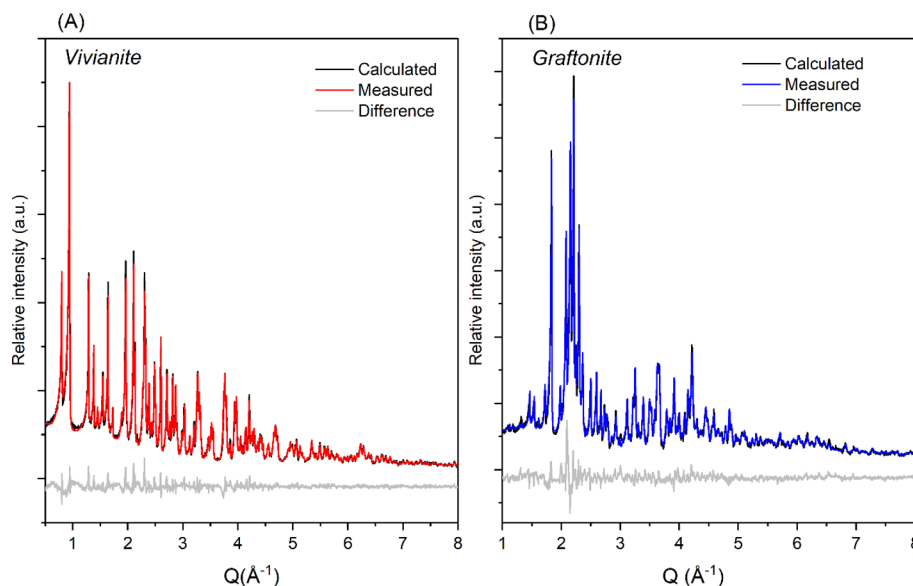 (A)
Vivianite
Calculated
Measured
Difference
Relative intensity (a.u.)
1 2 3 4 5 6 7 8
Q(Å⁻¹)
(B)
Graftonite
Calculated
Measured
Difference
Relative intensity (a.u.)
1 2 3 4 5 6 7 8
Q (Å⁻¹)